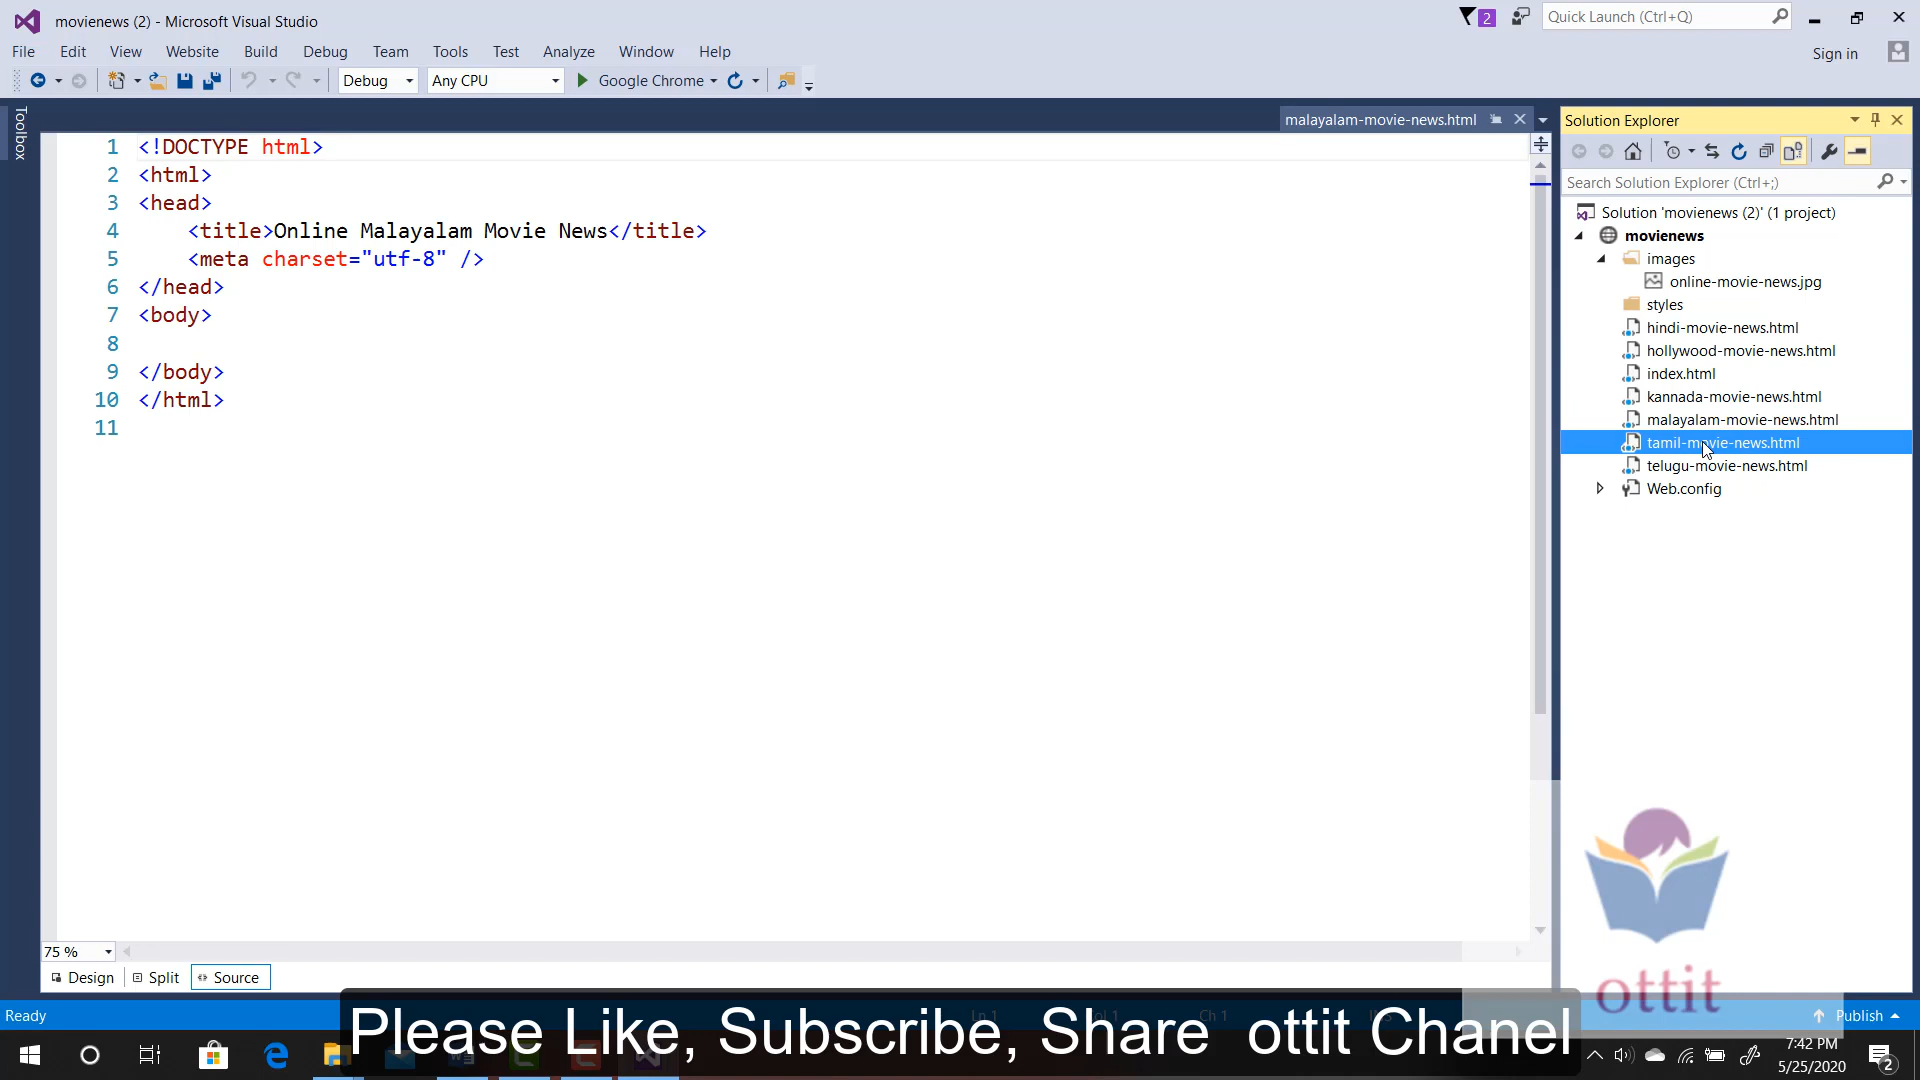 movienews (2) - Microsoft Visual Studio
2
Quick Launch (Ctrl+Q)
File Edit View Website Build Debug Team Tools Test Analyze Window Help
Sign in
Debug Any CPU Google Chrome
Toolbox
malayalam-movie-news.html
1 <!DOCTYPE html>
2 <html>
3 <head>
4 <title>Online Malayalam Movie News</title>
5 <meta charset="utf-8" />
6 </head>
7 <body>
8
9 </body>
10 </html>
11
Solution Explorer
Search Solution Explorer (Ctrl+;)
Solution 'movienews (2)' (1 project)
movienews
images
online-movie-news.jpg
styles
hindi-movie-news.html
hollywood-movie-news.html
index.html
kannada-movie-news.html
malayalam-movie-news.html
tamil-movie-news.html
telugu-movie-news.html
Web.config
75 %
Design Split Source
ottit
Ready
Ln 1 Ch 1
Publish
Please Like, Subscribe, Share ottit Chanel
7:42 PM
5/25/2020
2